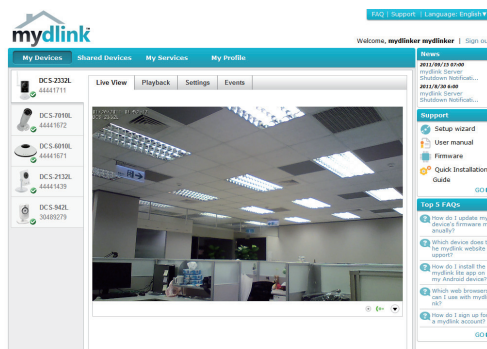 FAQ | Support | Language: English
mydlink
Welcome, mydlinker mydlinker | Sign ou
My Devices Shared Devices My Services My Profile
DCS-2332L
44441711
DCS-7010L
44441672
DCS-6010L
44441671
DCS-2132L
44441439
DCS-942L
30489279
Live View Playback Settings Events
DCS-2332L
News
2011/09/15 07:00
mydlink Server
Shutdown Notificati...
2011/8/30 6:00
mydlink Server
Shutdown Notificati...
Support
Setup wizard
User manual
Firmware
Quick Installation
Guide
GO
Top 5 FAQs
How do I update my
device's firmware m
anually?
Which device does t
he mydlink website
upport?
How do I install the
mydlink lite app on
my Android device?
Which web browsers
can I use with mydli
nk?
How do I sign up fo
a mydlink account?
GO